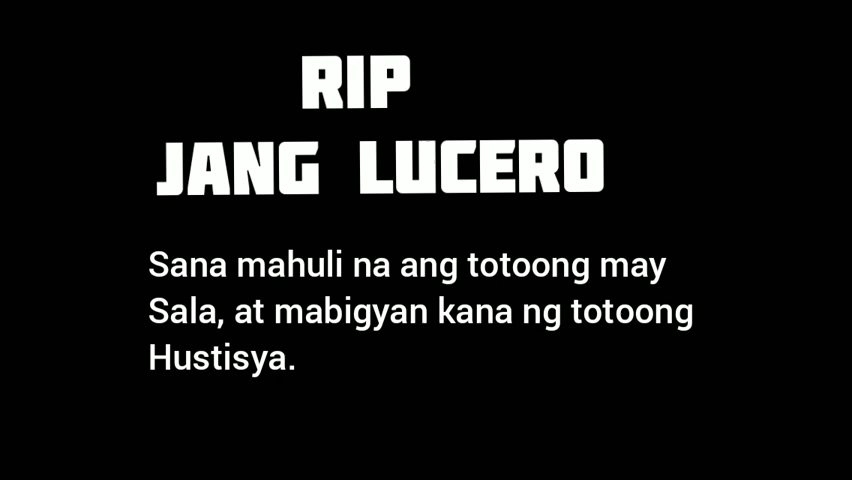 RIP
JANG LUCERO
Sana mahuli na ang totoong may
Sala, at mabigyan kana ng totoong
Hustisya.